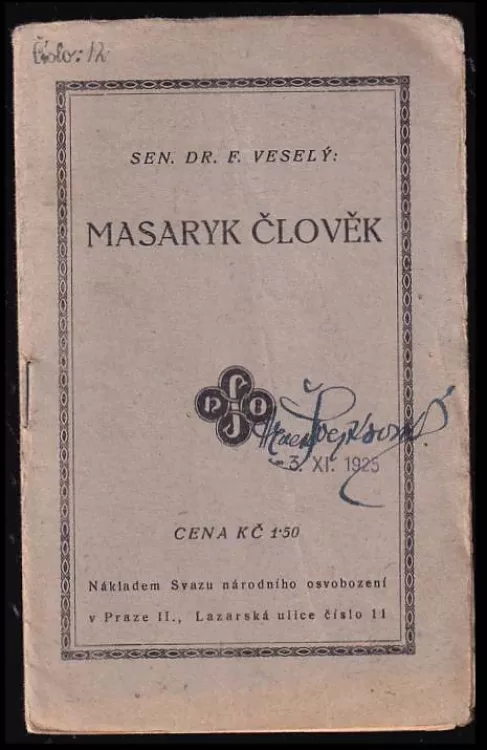 Číslo: 12
SEN. DR. F. VESELÝ:
MASARYK ČLOVĚK
3. XI. 1925
CENA KČ 1·50
Nákladem Svazu národního osvobození
v Praze II., Lazarská ulice číslo 11